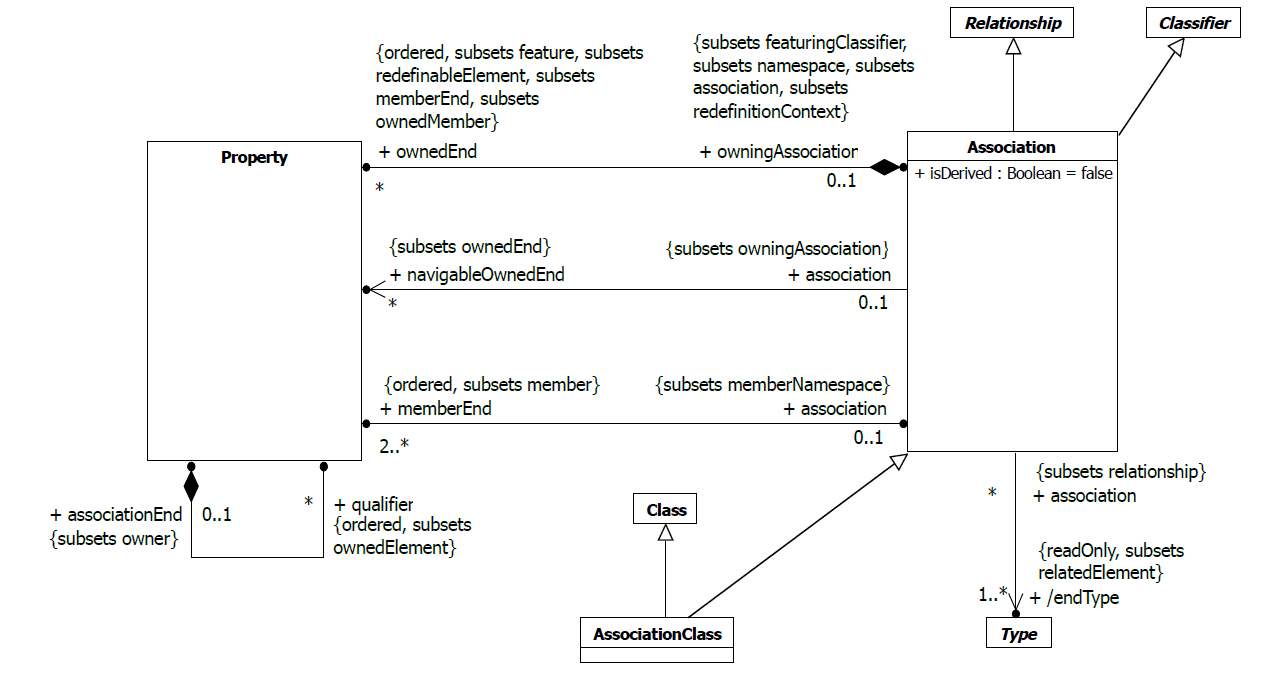 Relationship
Classifier
{ordered, subsets feature, subsets
redefinableElement, subsets
memberEnd, subsets
ownedMember}
+ ownedEnd
*
{subsets featuringClassifier,
subsets namespace, subsets
association, subsets
redefinitionContext}
+ owningAssociation
0..1
Property
Association
+ isDerived : Boolean = false
{subsets ownedEnd}
+ navigableOwnedEnd
*
{subsets owningAssociation}
+ association
0..1
{ordered, subsets member}
+ memberEnd
2..*
{subsets memberNamespace}
+ association
0..1
+ associationEnd
{subsets owner}
0..1
*
+ qualifier
{ordered, subsets
ownedElement}
Class
AssociationClass
{subsets relationship}
+ association
*
{readOnly, subsets
relatedElement}
+ /endType
1..*
Type